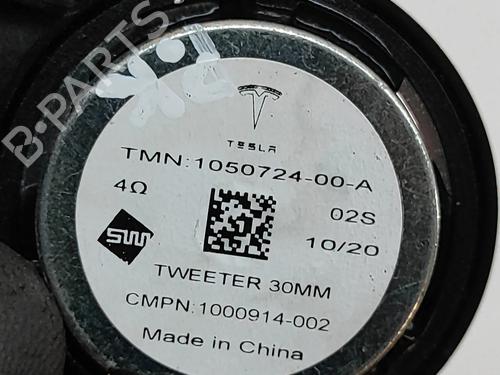 B-PARTS
TESLA
TMN:1050724-00-A
4Ω
02S
10/20
TWEETER 30MM
CMPN:1000914-002
Made in China